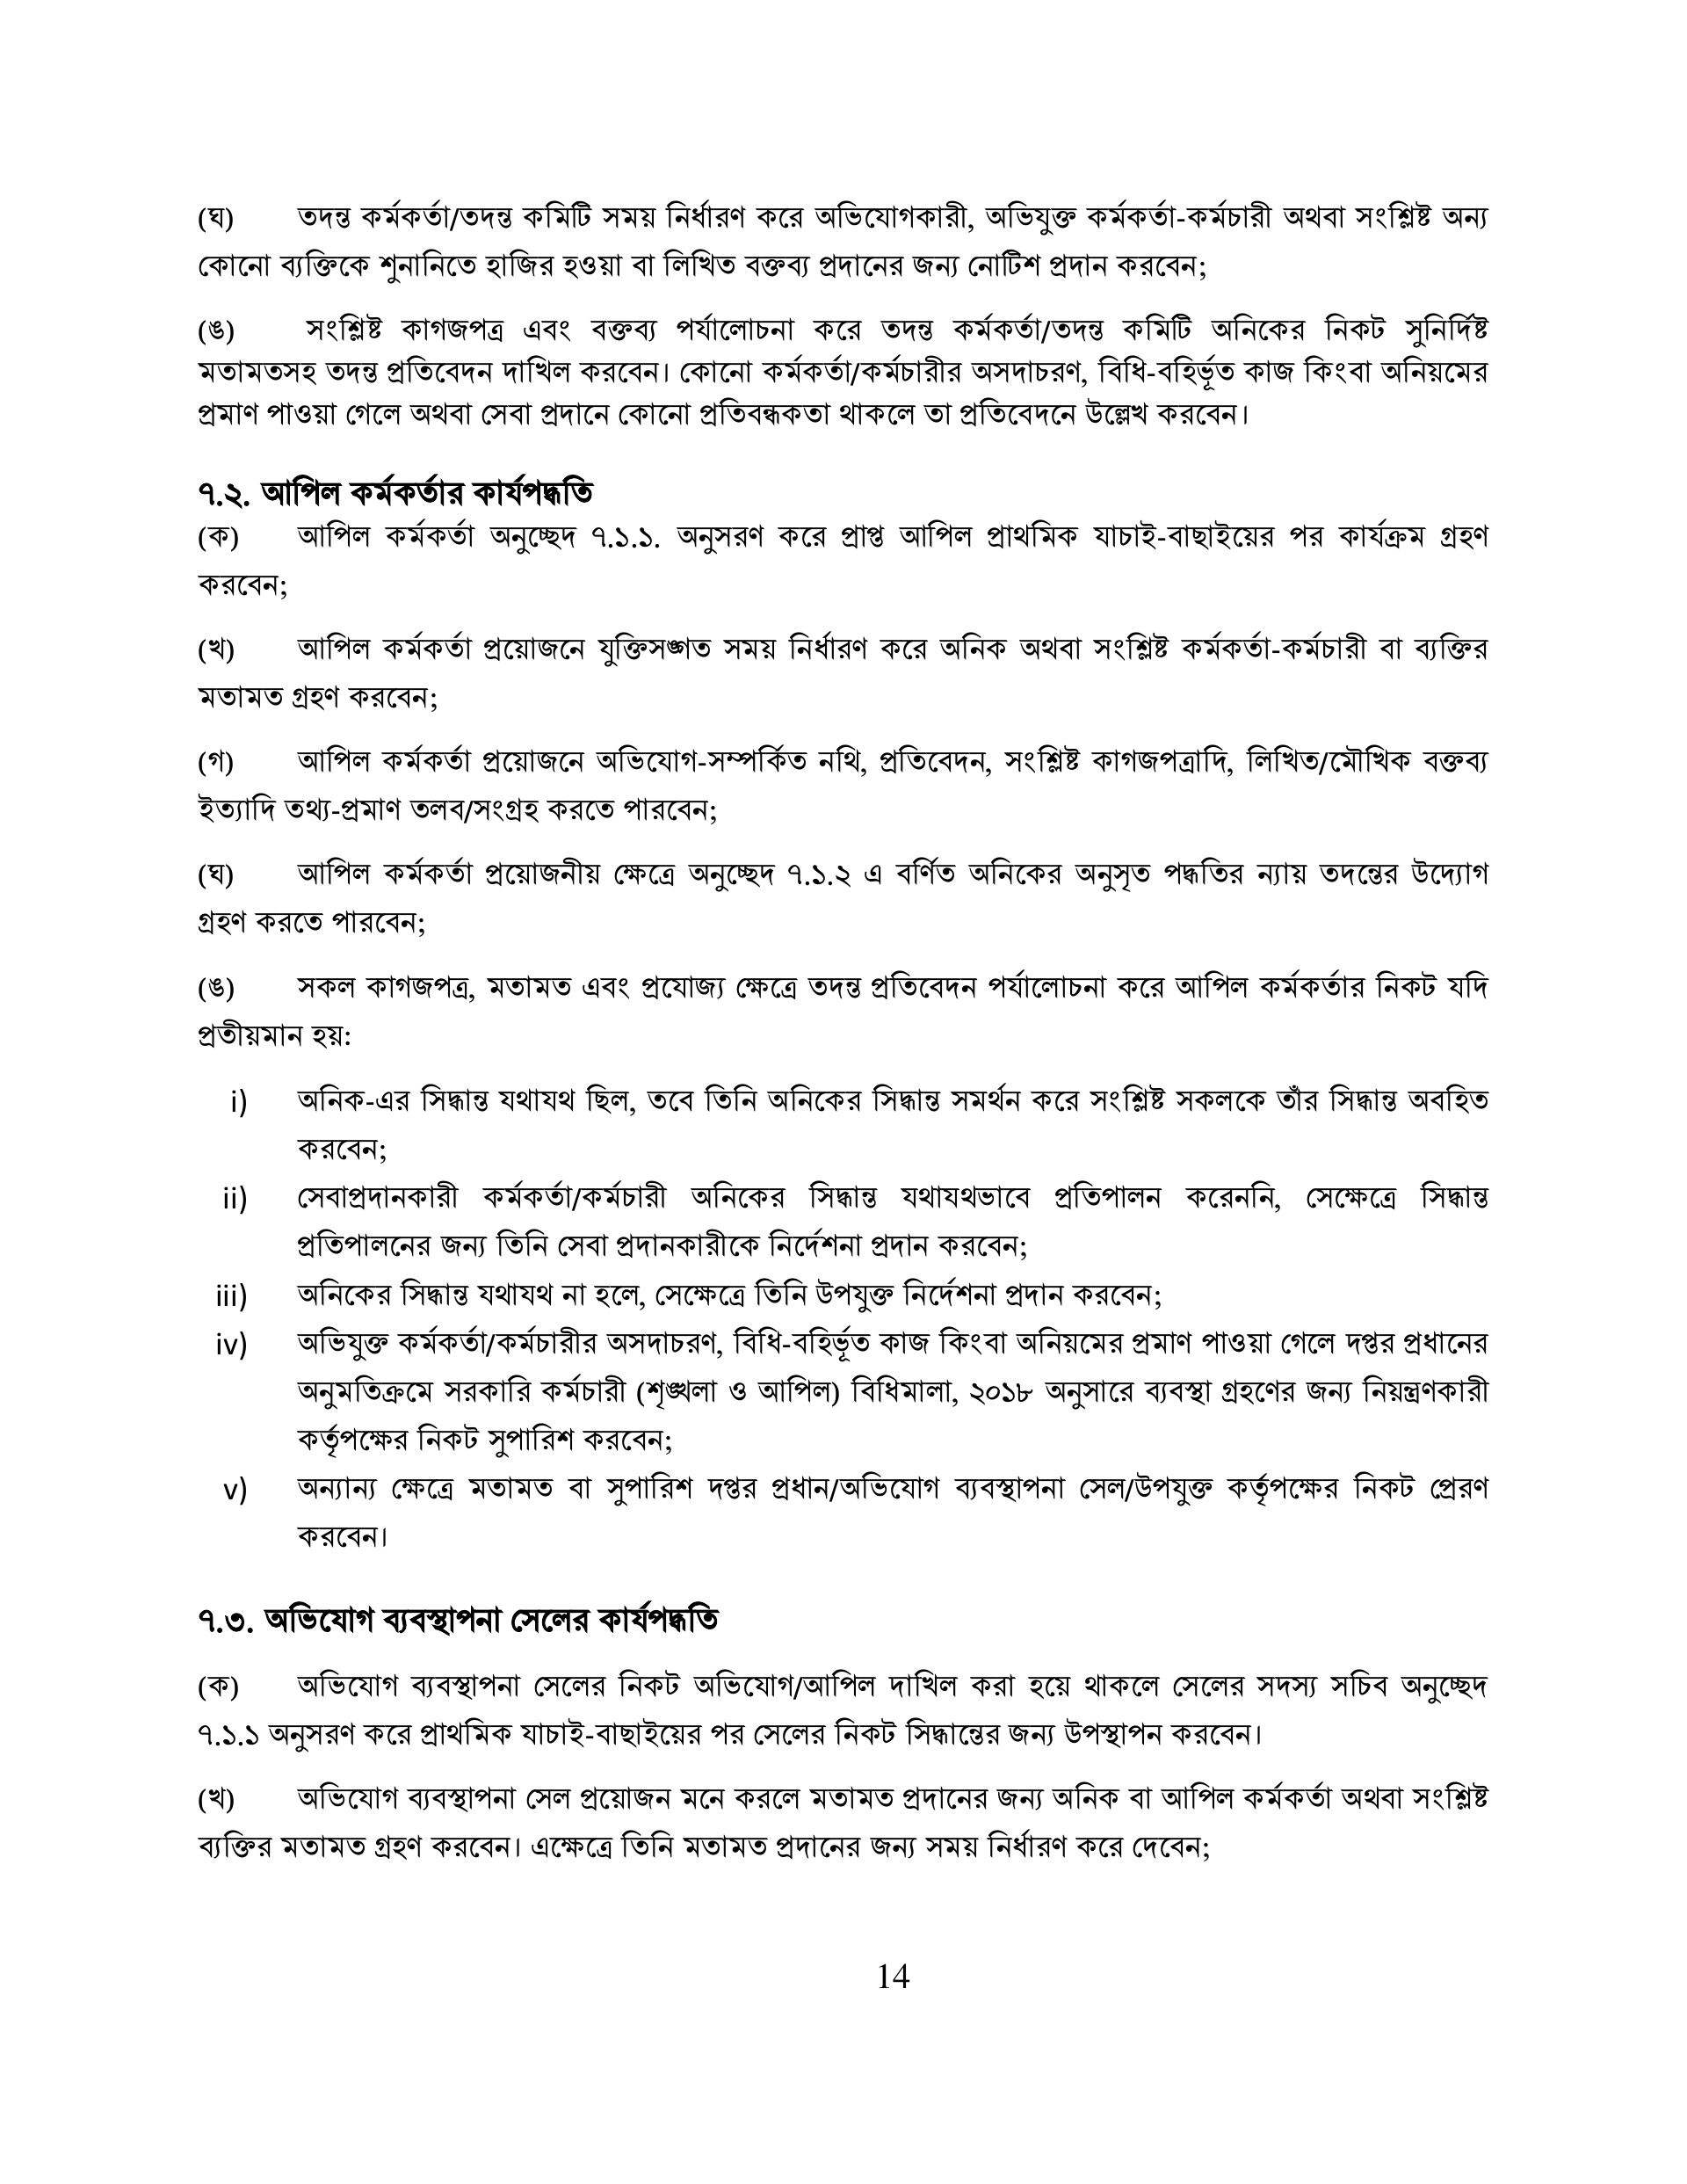 (ঘ) তদন্ত কর্মকর্তা/তদন্ত কমিটি সময় নির্ধারণ করে অভিযোগকারী, অভিযুক্ত কর্মকর্তা-কর্মচারী অথবা সংশ্লিষ্ট অন্য
কোনো ব্যক্তিকে শুনানিতে হাজির হওয়া বা লিখিত বক্তব্য প্রদানের জন্য নোটিশ প্রদান করবেন;
(ঙ) সংশ্লিষ্ট কাগজপত্র এবং বক্তব্য পর্যালোচনা করে তদন্ত কর্মকর্তা/তদন্ত কমিটি অনিকের নিকট সুনির্দিষ্ট
মতামতসহ তদন্ত প্রতিবেদন দাখিল করবেন। কোনো কর্মকর্তা/কর্মচারীর অসদাচরণ, বিধি-বহির্ভূত কাজ কিংবা অনিয়মের
প্রমাণ পাওয়া গেলে অথবা সেবা প্রদানে কোনো প্রতিবন্ধকতা থাকলে তা প্রতিবেদনে উল্লেখ করবেন।
৭.২. আপিল কর্মকর্তার কার্যপদ্ধতি
(ক) আপিল কর্মকর্তা অনুচ্ছেদ ৭.১.১. অনুসরণ করে প্রাপ্ত আপিল প্রাথমিক যাচাই-বাছাইয়ের পর কার্যক্রম গ্রহণ
করবেন;
(খ) আপিল কর্মকর্তা প্রয়োজনে যুক্তিসঙ্গত সময় নির্ধারণ করে অনিক অথবা সংশ্লিষ্ট কর্মকর্তা-কর্মচারী বা ব্যক্তির
মতামত গ্রহণ করবেন;
(গ) আপিল কর্মকর্তা প্রয়োজনে অভিযোগ-সম্পর্কিত নথি, প্রতিবেদন, সংশ্লিষ্ট কাগজপত্রাদি, লিখিত/মৌখিক বক্তব্য
ইত্যাদি তথ্য-প্রমাণ তলব/সংগ্রহ করতে পারবেন;
(ঘ) আপিল কর্মকর্তা প্রয়োজনীয় ক্ষেত্রে অনুচ্ছেদ ৭.১.২ এ বর্ণিত অনিকের অনুসৃত পদ্ধতির ন্যায় তদন্তের উদ্যোগ
গ্রহণ করতে পারবেন;
(ঙ) সকল কাগজপত্র, মতামত এবং প্রযোজ্য ক্ষেত্রে তদন্ত প্রতিবেদন পর্যালোচনা করে আপিল কর্মকর্তার নিকট যদি
প্রতীয়মান হয়:
i) অনিক-এর সিদ্ধান্ত যথাযথ ছিল, তবে তিনি অনিকের সিদ্ধান্ত সমর্থন করে সংশ্লিষ্ট সকলকে তাঁর সিদ্ধান্ত অবহিত
করবেন;
ii) সেবাপ্রদানকারী কর্মকর্তা/কর্মচারী অনিকের সিদ্ধান্ত যথাযথভাবে প্রতিপালন করেননি, সেক্ষেত্রে সিদ্ধান্ত
প্রতিপালনের জন্য তিনি সেবা প্রদানকারীকে নির্দেশনা প্রদান করবেন;
iii) অনিকের সিদ্ধান্ত যথাযথ না হলে, সেক্ষেত্রে তিনি উপযুক্ত নির্দেশনা প্রদান করবেন;
iv) অভিযুক্ত কর্মকর্তা/কর্মচারীর অসদাচরণ, বিধি-বহির্ভূত কাজ কিংবা অনিয়মের প্রমাণ পাওয়া গেলে দপ্তর প্রধানের
অনুমতিক্রমে সরকারি কর্মচারী (শৃঙ্খলা ও আপিল) বিধিমালা, ২০১৮ অনুসারে ব্যবস্থা গ্রহণের জন্য নিয়ন্ত্রণকারী
কর্তৃপক্ষের নিকট সুপারিশ করবেন;
v) অন্যান্য ক্ষেত্রে মতামত বা সুপারিশ দপ্তর প্রধান/অভিযোগ ব্যবস্থাপনা সেল/উপযুক্ত কর্তৃপক্ষের নিকট প্রেরণ
করবেন।
৭.৩. অভিযোগ ব্যবস্থাপনা সেলের কার্যপদ্ধতি
(ক) অভিযোগ ব্যবস্থাপনা সেলের নিকট অভিযোগ/আপিল দাখিল করা হয়ে থাকলে সেলের সদস্য সচিব অনুচ্ছেদ
৭.১.১ অনুসরণ করে প্রাথমিক যাচাই-বাছাইয়ের পর সেলের নিকট সিদ্ধান্তের জন্য উপস্থাপন করবেন।
(খ) অভিযোগ ব্যবস্থাপনা সেল প্রয়োজন মনে করলে মতামত প্রদানের জন্য অনিক বা আপিল কর্মকর্তা অথবা সংশ্লিষ্ট
ব্যক্তির মতামত গ্রহণ করবেন। এক্ষেত্রে তিনি মতামত প্রদানের জন্য সময় নির্ধারণ করে দেবেন;
14